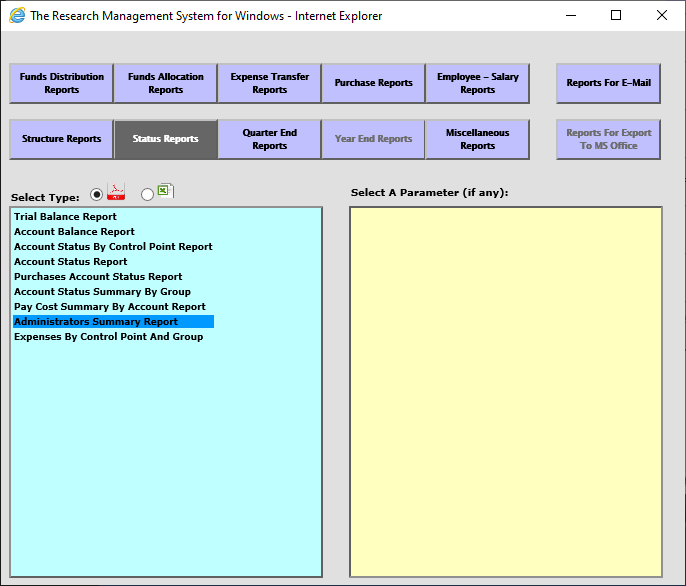 The Research Management System for Windows - Internet Explorer
Funds Distribution
Reports
Funds Allocation
Reports
Expense Transfer
Reports
Purchase Reports
Employee - Salary
Reports
Reports For E-Mail
Structure Reports
Status Reports
Quarter End
Reports
Year End Reports
Miscellaneous
Reports
Reports For Export
To MS Office
Select Type:
Select A Parameter (if any):
Trial Balance Report
Account Balance Report
Account Status By Control Point Report
Account Status Report
Purchases Account Status Report
Account Status Summary By Group
Pay Cost Summary By Account Report
Administrators Summary Report
Expenses By Control Point And Group